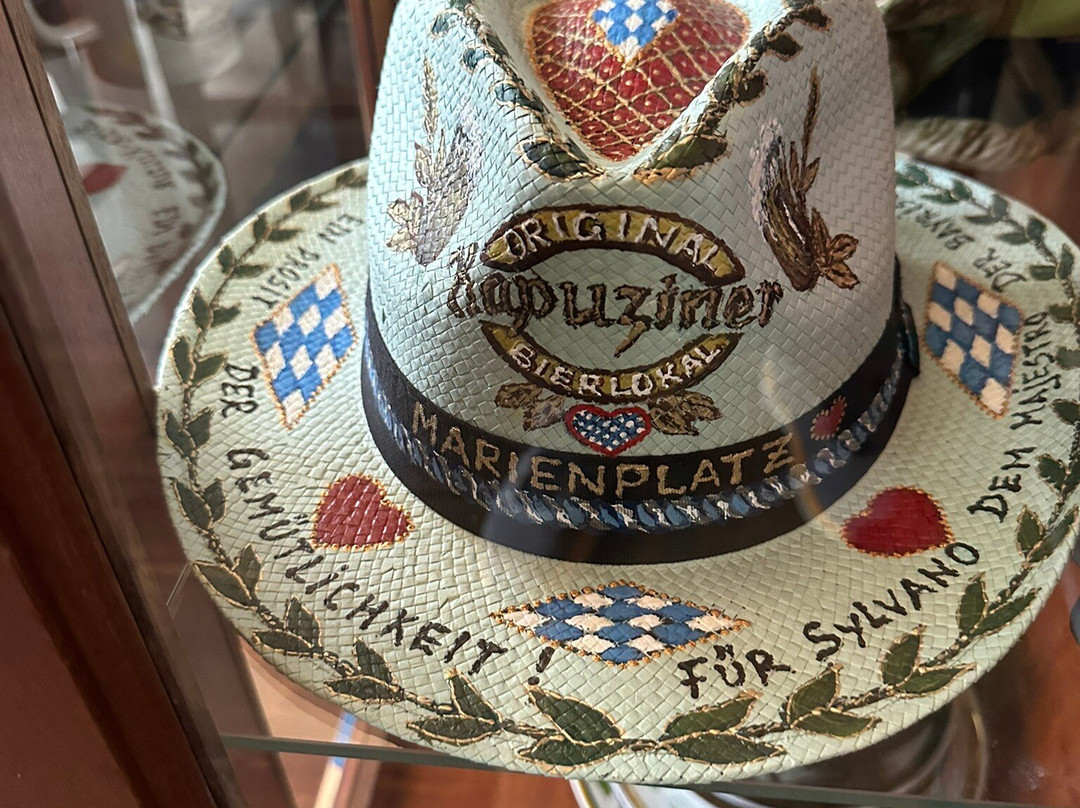 ORIGINAL
Kapuziner
BIERLOKAL
MARIENPLATZ
EIN PROSIT
DER GEMÜTLICHKEIT !
FÜR SYLVANO
DEM MAJESTRO
DER